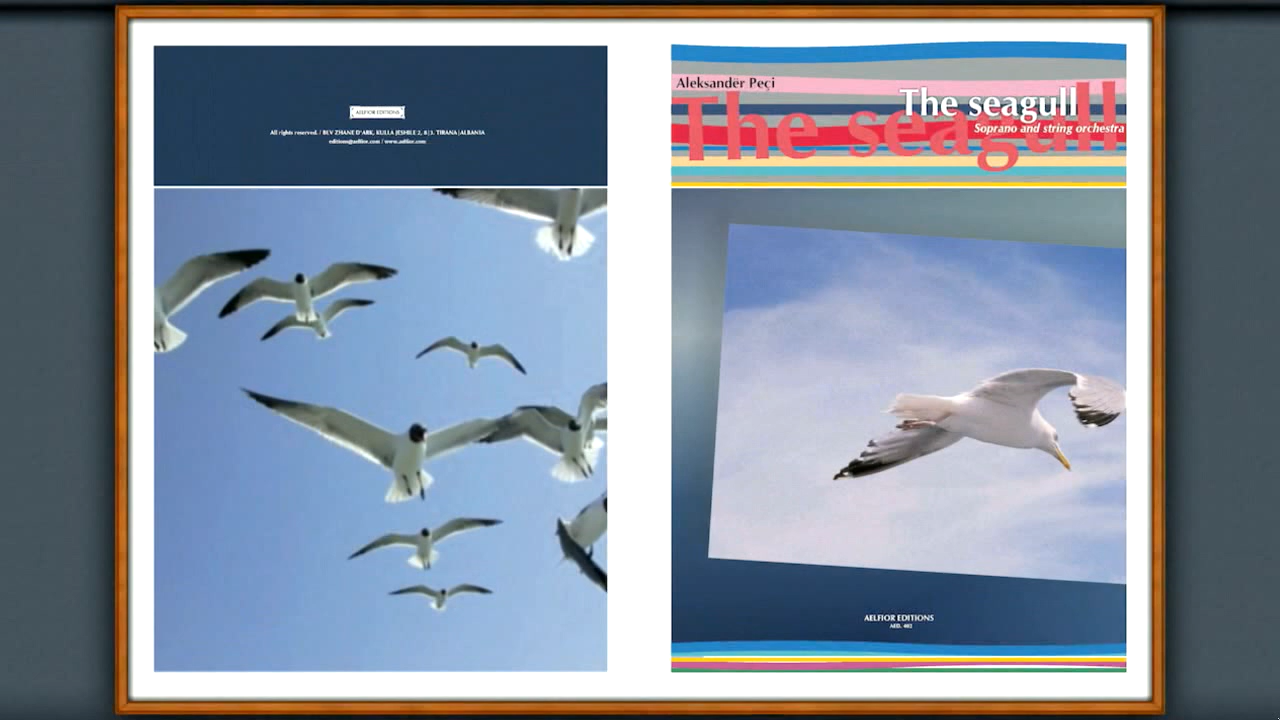 AELFIOR EDITIONS
All rights reserved. / BLV ZHANE D'ARK, KULLA JESHILE 2, 8|3. TIRANA|ALBANIA
editions@aelfior.com / www.aelfior.com
Aleksandër Peçi
The seagull
The seagull
Soprano and string orchestra
AELFIOR EDITIONS
AED. 402